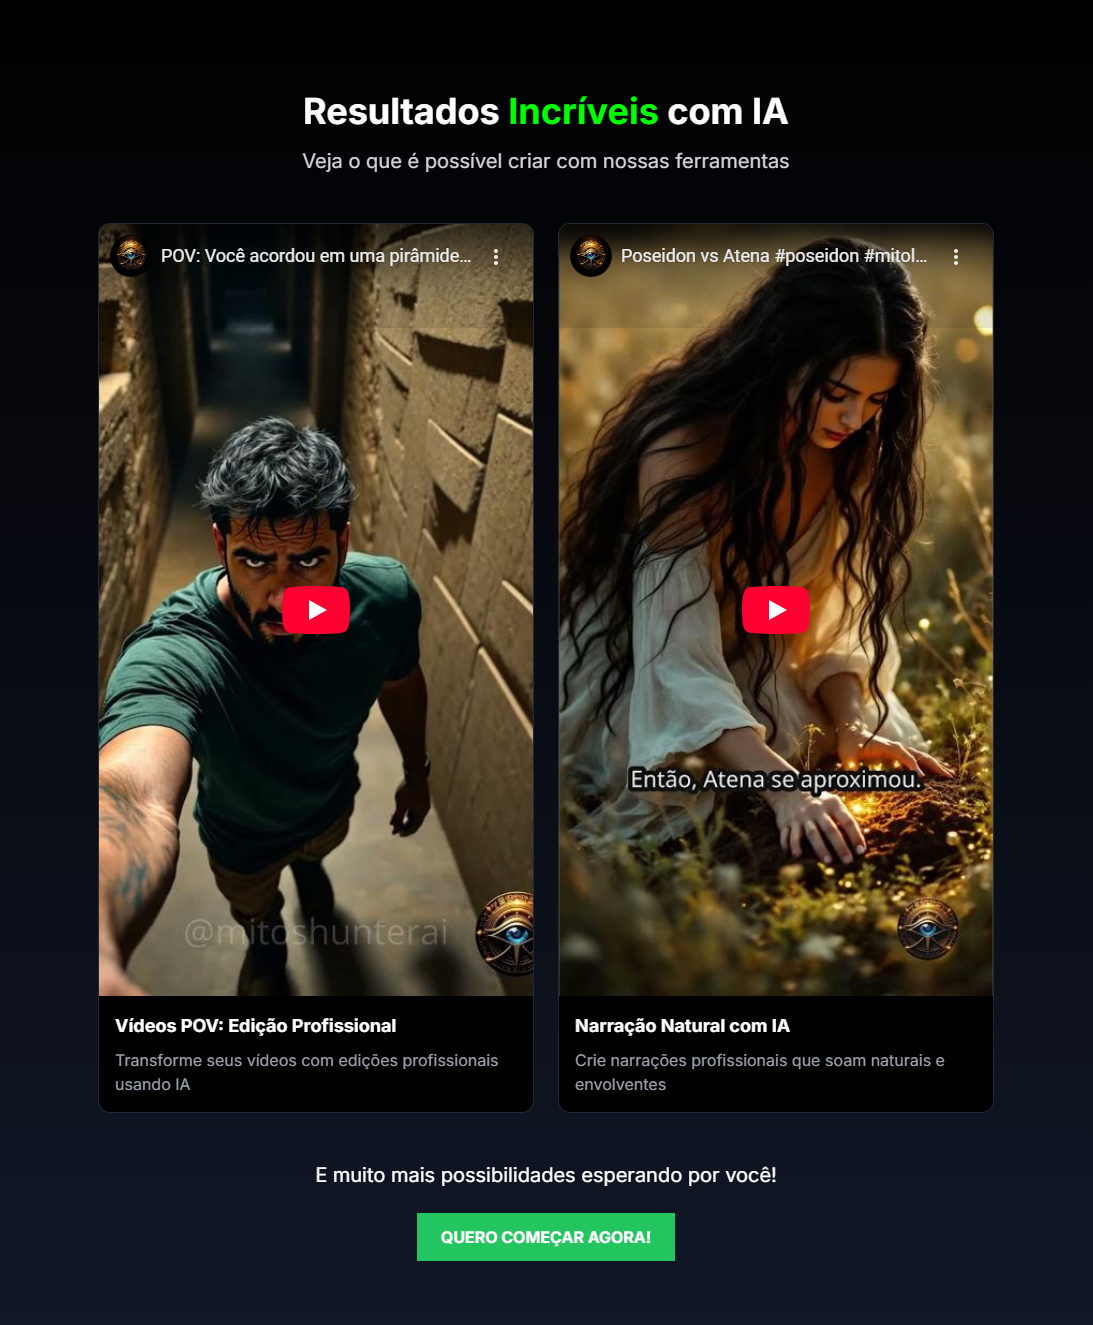 Resultados Incríveis com IA
Veja o que é possível criar com nossas ferramentas
POV: Você acordou em uma pirâmide...
@mitoshunterai
Vídeos POV: Edição Profissional
Transforme seus vídeos com edições profissionais
usando IA
Poseidon vs Atena #poseidon #mitol...
Então, Atena se aproximou.
Narração Natural com IA
Crie narrações profissionais que soam naturais e
envolventes
E muito mais possibilidades esperando por você!
QUERO COMEÇAR AGORA!